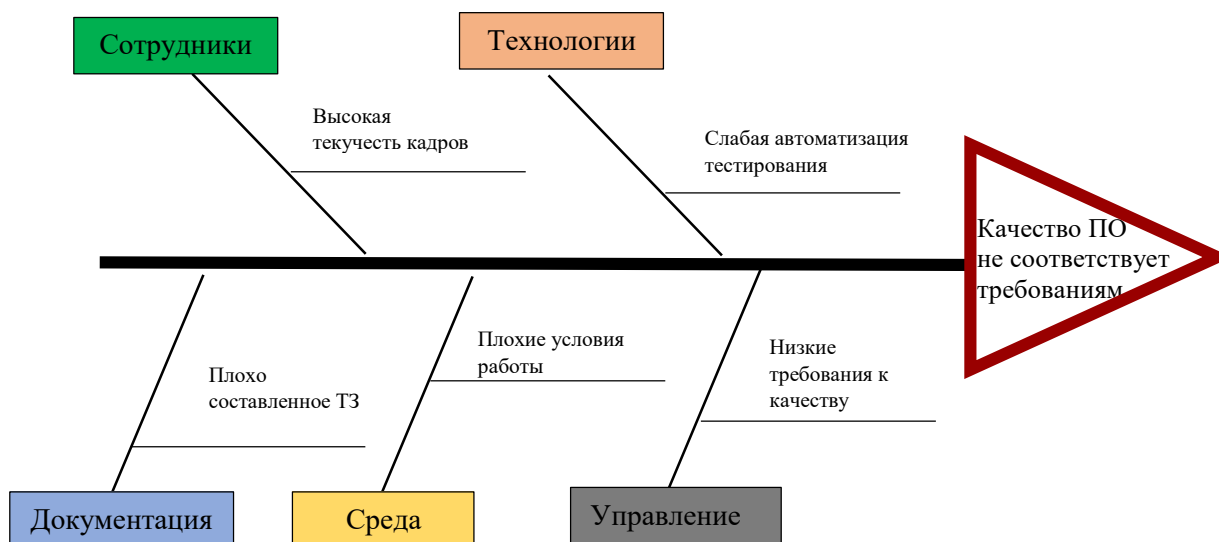 Сотрудники
Технологии
Высокая
текучесть кадров
Слабая автоматизация
тестирования
Качество ПО
не соответствует
требованиям
Плохие условия
работы
Низкие
требования к
качеству
Плохо
составленное ТЗ
Документация
Среда
Управление